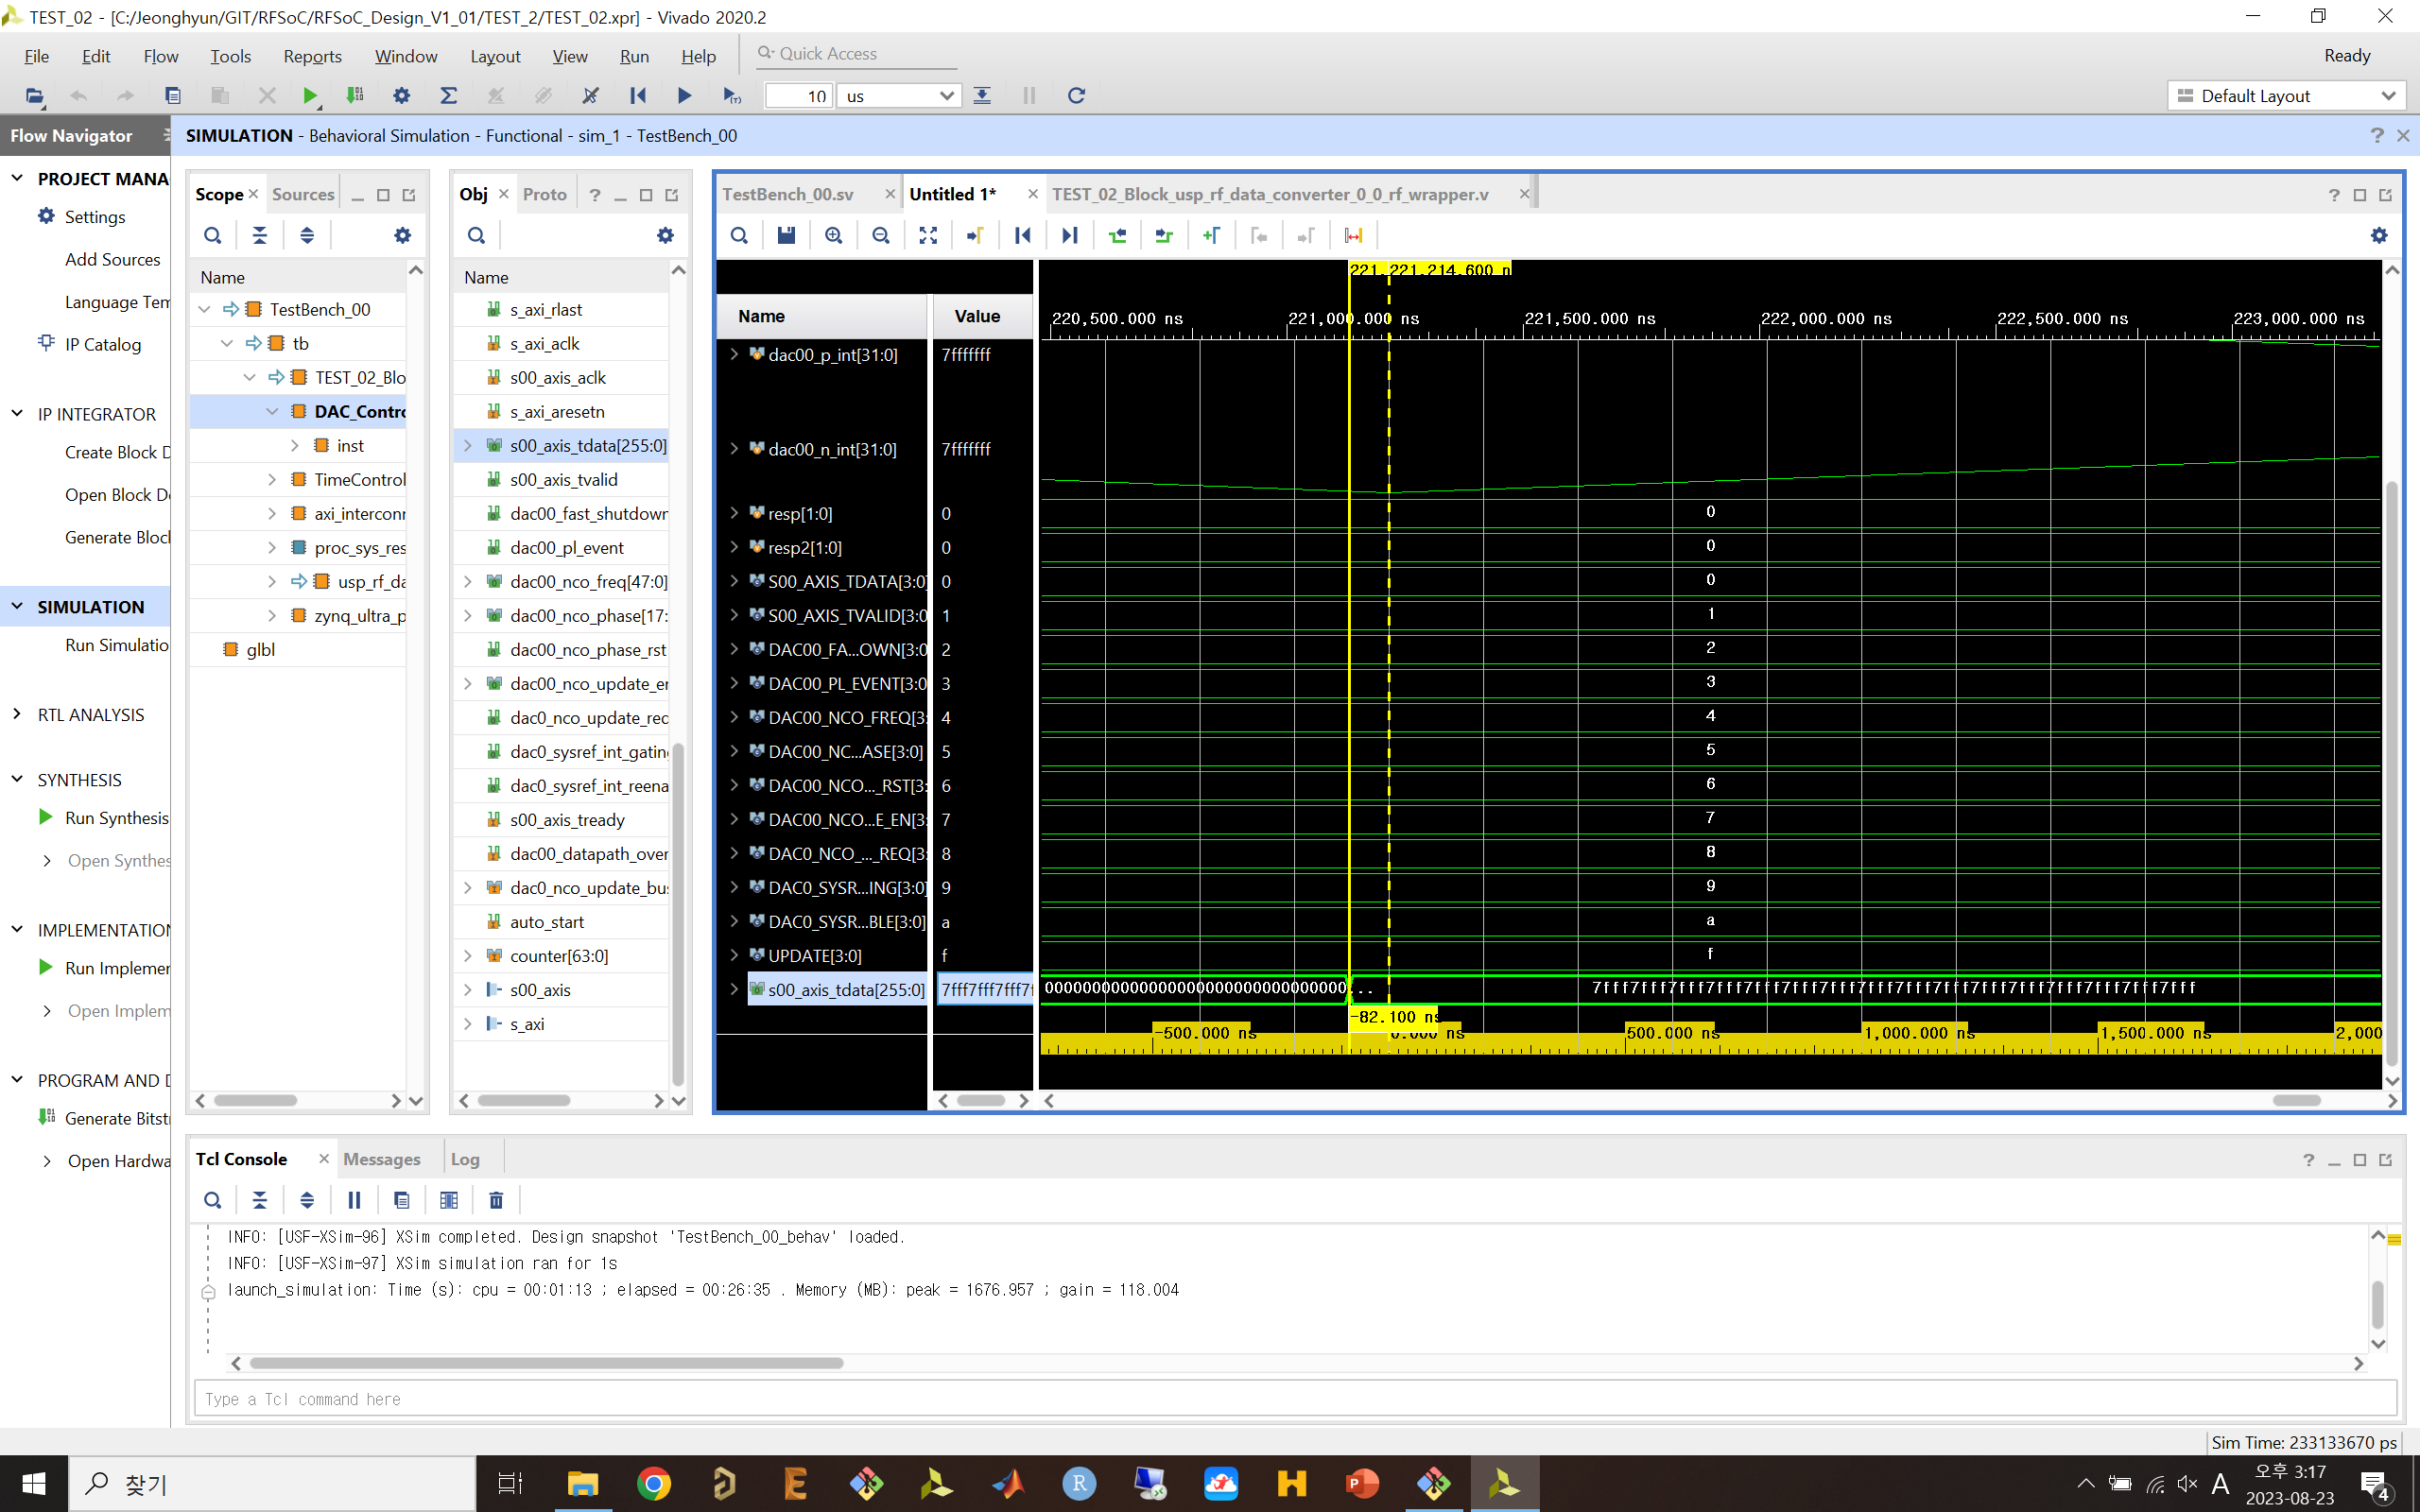 TEST_02 - [C:/Jeonghyun/GIT/RFSoC/RFSoC_Design_V1_01/TEST_2/TEST_02.xpr] - Vivado 2020.2
File Edit Flow Tools Reports Window Layout View Run Help Quick Access Ready
10 us Default Layout
Flow Navigator
SIMULATION - Behavioral Simulation - Functional - sim_1 - TestBench_00
PROJECT MANA
Settings
Add Sources
Language Tem
IP Catalog
IP INTEGRATOR
Create Block D
Open Block De
Generate Block
SIMULATION
Run Simulatio
RTL ANALYSIS
SYNTHESIS
Run Synthesis
Open Synthes
IMPLEMENTATION
Run Implemen
Open Implem
PROGRAM AND D
Generate Bitst
Open Hardwa
Scope Sources
Name
TestBench_00
tb
TEST_02_Blo
DAC_Contro
inst
TimeControl
axi_interconn
proc_sys_res
usp_rf_da
zynq_ultra_p
glbl
Obj Proto
Name
s_axi_rlast
s_axi_aclk
s00_axis_aclk
s_axi_aresetn
s00_axis_tdata[255:0]
s00_axis_tvalid
dac00_fast_shutdown
dac00_pl_event
dac00_nco_freq[47:0]
dac00_nco_phase[17:
dac00_nco_phase_rst
dac00_nco_update_en
dac0_nco_update_req
dac0_sysref_int_gating
dac0_sysref_int_reena
s00_axis_tready
dac00_datapath_over
dac0_nco_update_bus
auto_start
counter[63:0]
s00_axis
s_axi
TestBench_00.sv Untitled 1* TEST_02_Block_usp_rf_data_converter_0_0_rf_wrapper.v
221,221,214.600 n
Name Value
220,500.000 ns 221,000.000 ns 221,500.000 ns 222,000.000 ns 222,500.000 ns 223,000.000 ns
dac00_p_int[31:0] 7fffffff
dac00_n_int[31:0] 7fffffff
resp[1:0] 0 0
resp2[1:0] 0 0
S00_AXIS_TDATA[3:0] 0 0
S00_AXIS_TVALID[3:0 1 1
DAC00_FA...OWN[3:0 2 2
DAC00_PL_EVENT[3:0 3 3
DAC00_NCO_FREQ[3: 4 4
DAC00_NC...ASE[3:0] 5 5
DAC00_NCO..._RST[3: 6 6
DAC00_NCO...E_EN[3: 7 7
DAC0_NCO_..._REQ[3: 8 8
DAC0_SYSR...ING[3:0] 9 9
DAC0_SYSR...BLE[3:0] a a
UPDATE[3:0] f f
s00_axis_tdata[255:0] 7fff7fff7fff7f 00000000000000000000000000000000 ... 7fff7fff7fff7fff7fff7fff7fff7fff7fff7fff7fff7fff7fff7fff7fff7fff
-82.100 ns
-500.000 ns 0.000 ns 500.000 ns 1,000.000 ns 1,500.000 ns 2,000
Tcl Console Messages Log
INFO: [USF-XSim-96] XSim completed. Design snapshot 'TestBench_00_behav' loaded.
INFO: [USF-XSim-97] XSim simulation ran for 1s
launch_simulation: Time (s): cpu = 00:01:13 ; elapsed = 00:26:35 . Memory (MB): peak = 1676.957 ; gain = 118.004
Type a Tcl command here
Sim Time: 233133670 ps
찾기
A 오후 3:17
2023-08-23
4